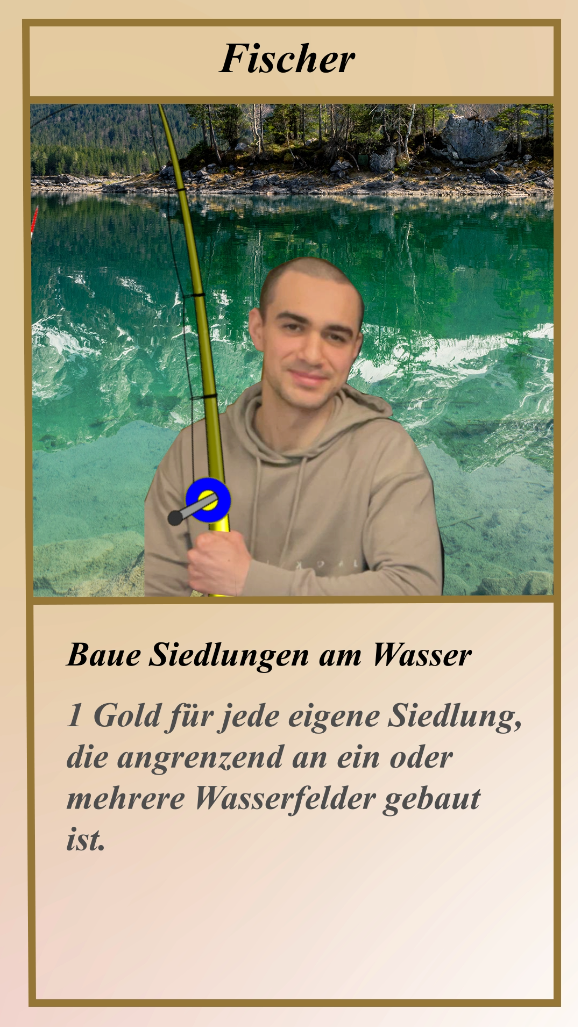 Fischer
Baue Siedlungen am Wasser
1 Gold für jede eigene Siedlung,
die angrenzend an ein oder
mehrere Wasserfelder gebaut
ist.